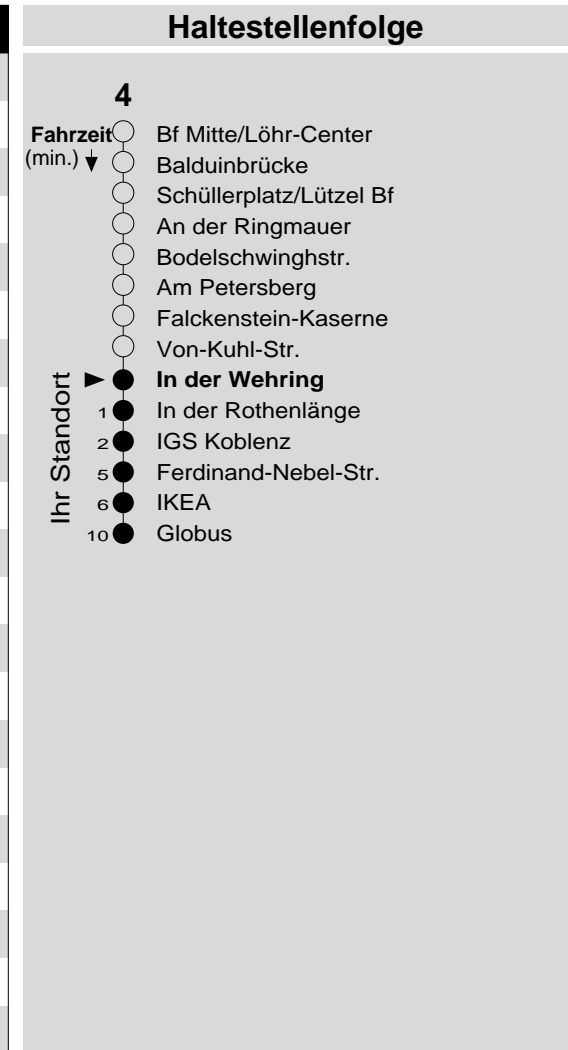 Haltestellenfolge
4
Fahrzeit Bf Mitte/Löhr-Center
(min.) Balduinbrücke
Schüllerplatz/Lützel Bf
An der Ringmauer
Bodelschwinghstr.
Am Petersberg
Falckenstein-Kaserne
Von-Kuhl-Str.
Ihr Standort
In der Wehring
1 In der Rothenlänge
2 IGS Koblenz
5 Ferdinand-Nebel-Str.
6 IKEA
10 Globus